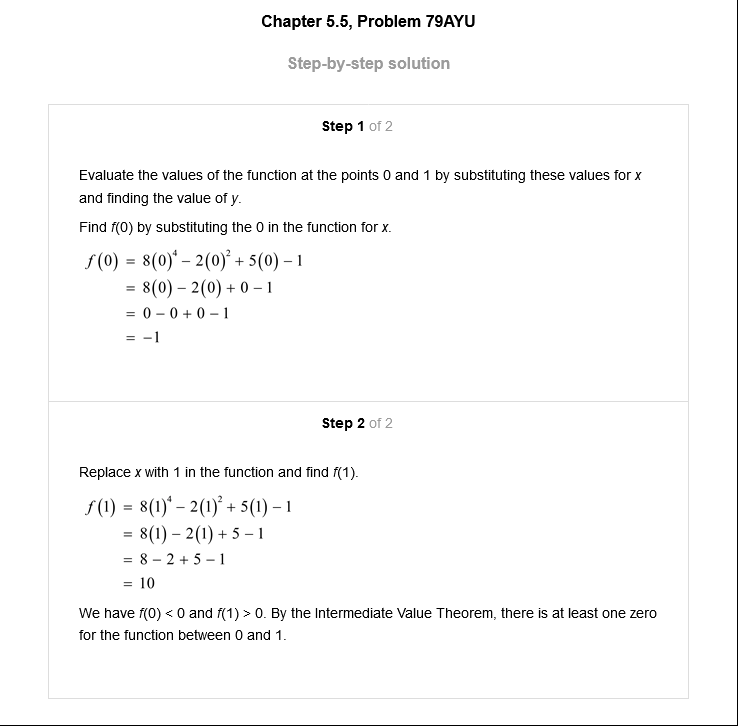 Chapter 5.5, Problem 79AYU
Step-by-step solution
Step 1 of 2
Evaluate the values of the function at the points 0 and 1 by substituting these values for x
and finding the value of y.
Find f(0) by substituting the 0 in the function for x.
f(0) = 8(0)⁴ − 2(0)² + 5(0) − 1
= 8(0) − 2(0) + 0 − 1
= 0 − 0 + 0 − 1
= −1
Step 2 of 2
Replace x with 1 in the function and find f(1).
f(1) = 8(1)⁴ − 2(1)² + 5(1) − 1
= 8(1) − 2(1) + 5 − 1
= 8 − 2 + 5 − 1
= 10
We have f(0) < 0 and f(1) > 0. By the Intermediate Value Theorem, there is at least one zero
for the function between 0 and 1.